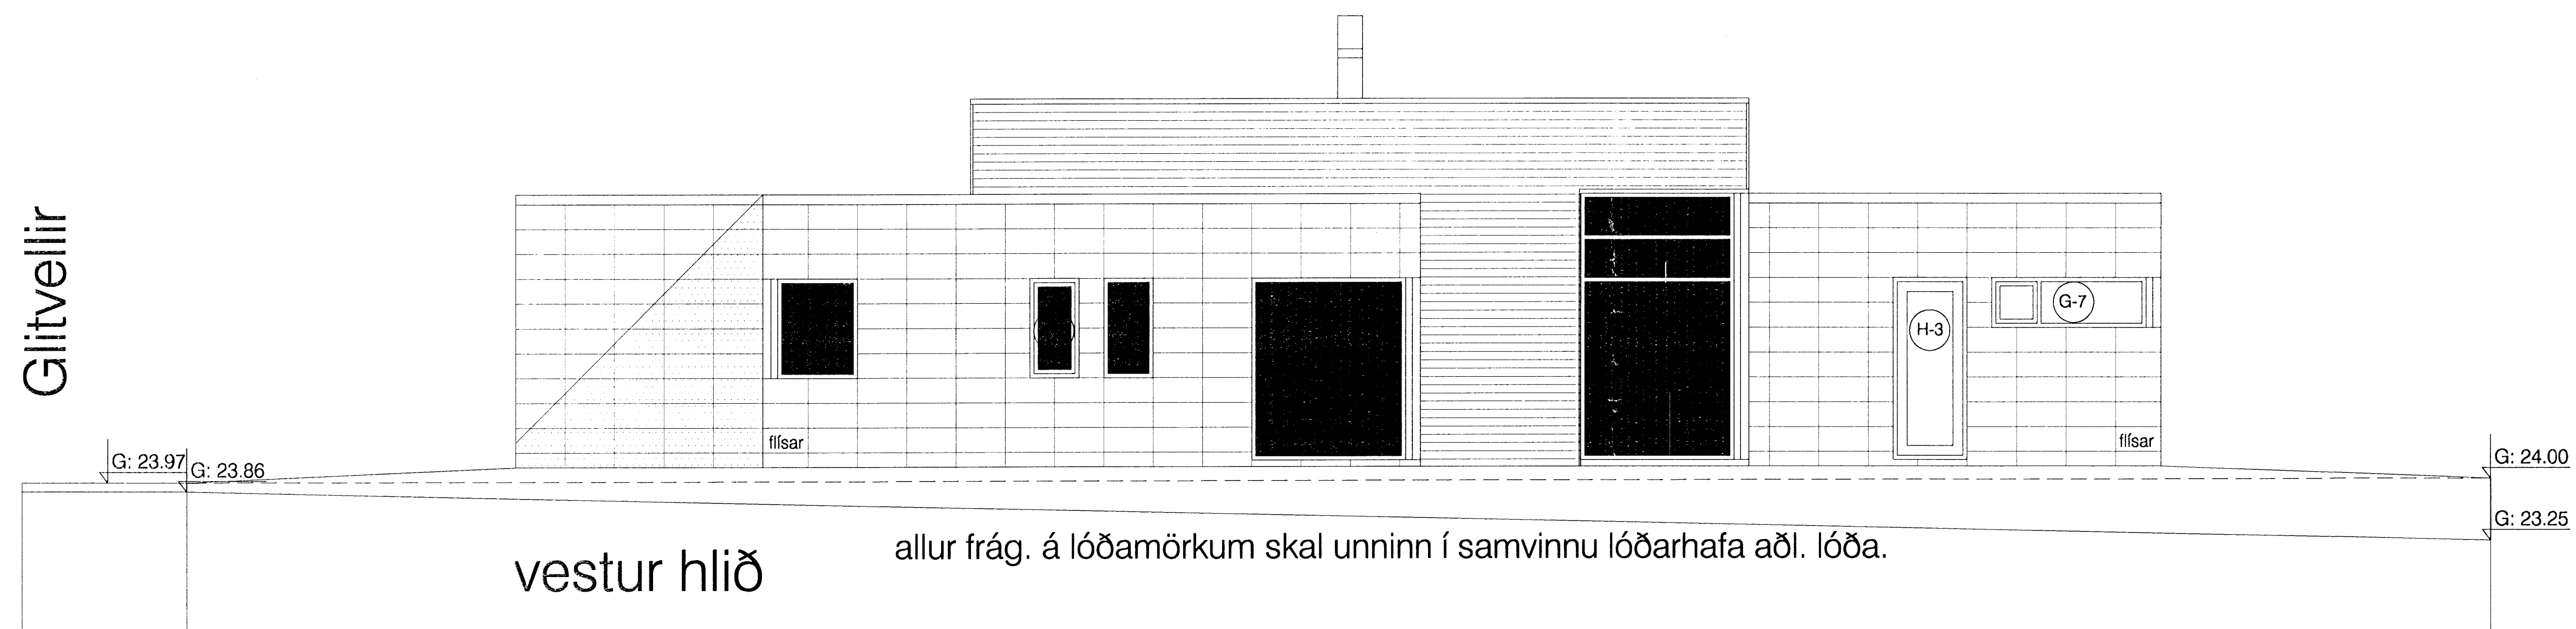 Glitvellir
G-7
H-3
flísar
flísar
G: 23.97
G: 23.86
G: 24.00
G: 23.25
allur frág. á lóðamörkum skal unninn í samvinnu lóðarhafa aðl. lóða.
vestur hlið